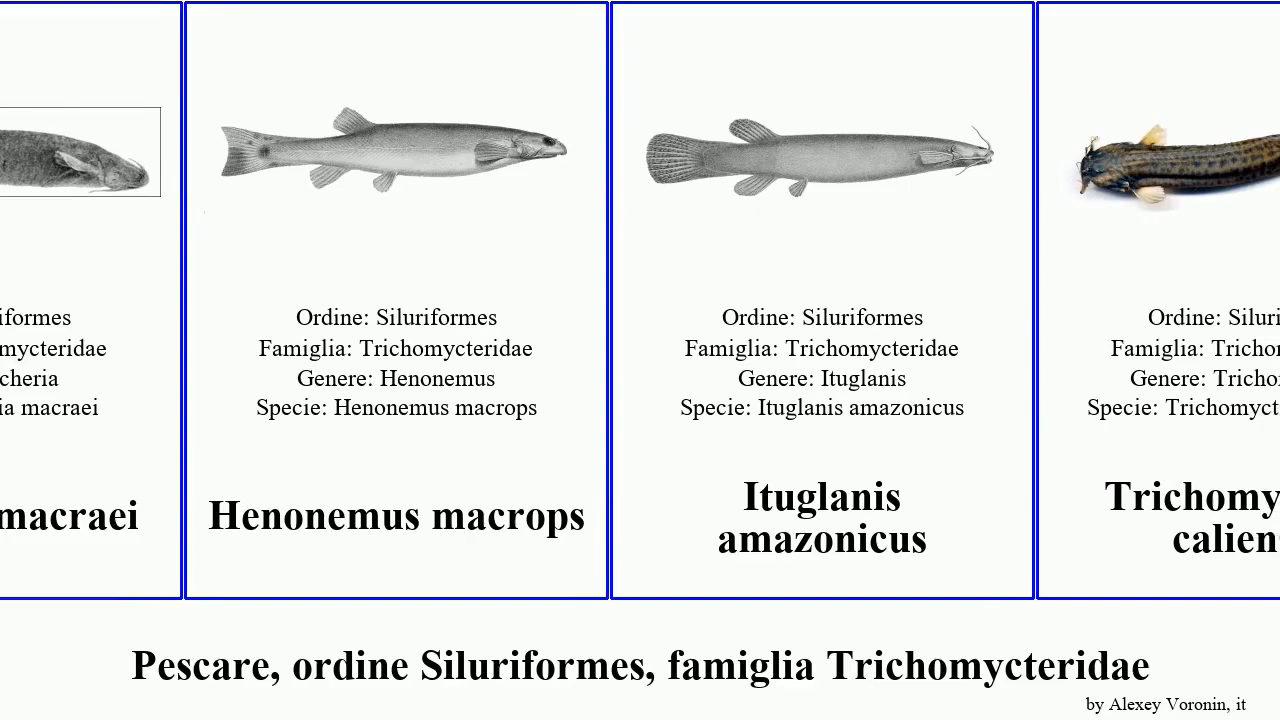 iformes
mycteridae
cheria
ia macraei
macraei
Ordine: Siluriformes
Famiglia: Trichomycteridae
Genere: Henonemus
Specie: Henonemus macrops
Henonemus macrops
Ordine: Siluriformes
Famiglia: Trichomycteridae
Genere: Ituglanis
Specie: Ituglanis amazonicus
Ituglanis
amazonicus
Ordine: Siluri
Famiglia: Trichor
Genere: Tricho
Specie: Trichomyct
Trichomy
calien
Pescare, ordine Siluriformes, famiglia Trichomycteridae
by Alexey Voronin, it